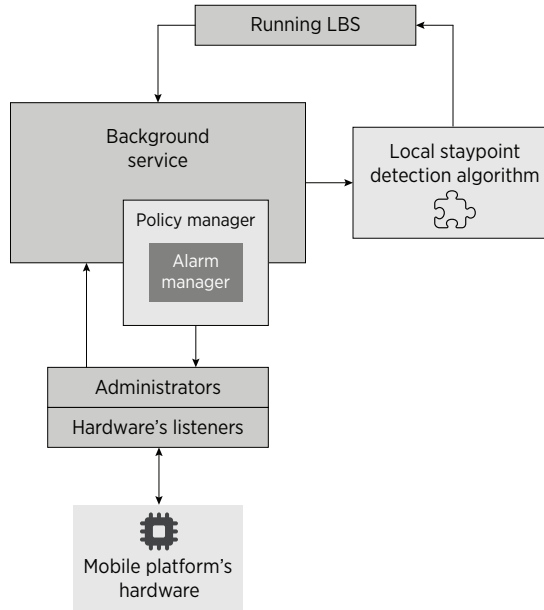 Running LBS
Background
service
Local staypoint
detection algorithm
Policy manager
Alarm
manager
Administrators
Hardware’s listeners
Mobile platform’s
hardware